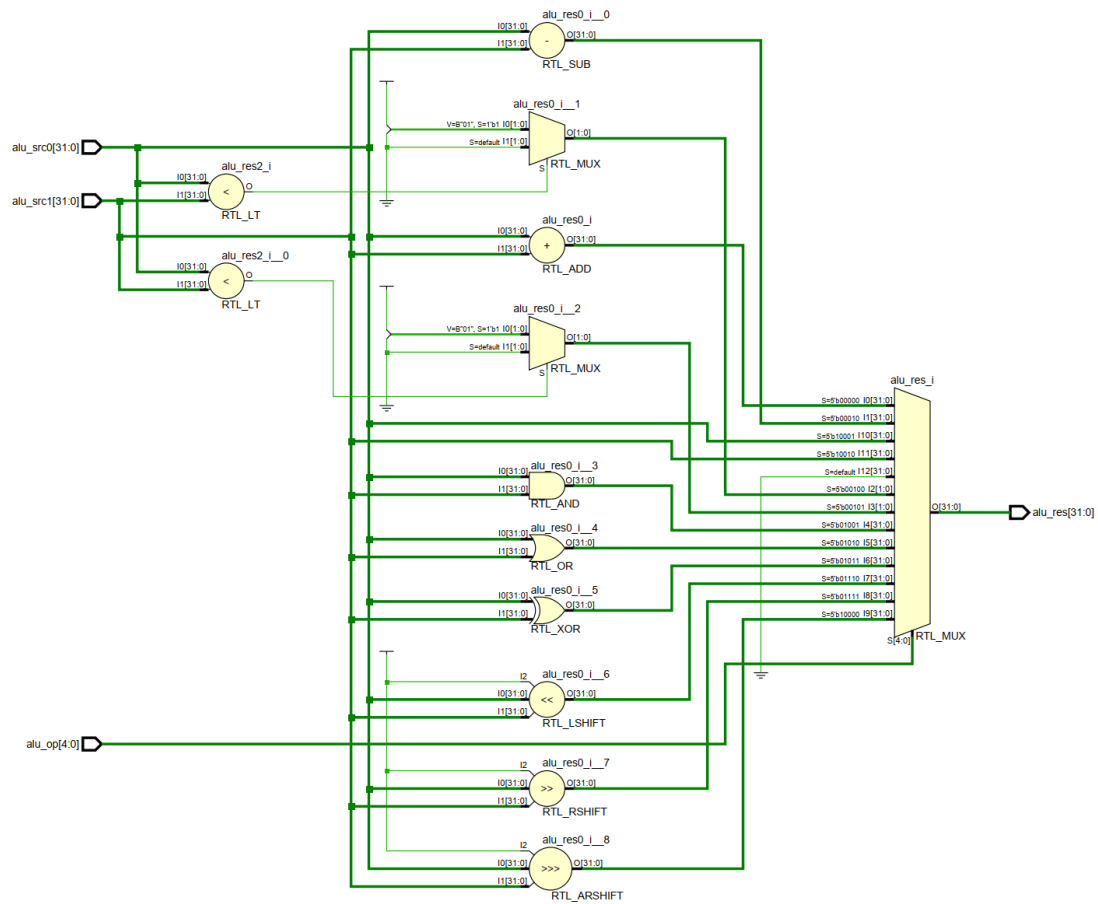 alu_res0_i__0
I0[31:0]
O[31:0]
-
I1[31:0]
RTL_SUB
alu_res0_i__1
V=B"01", S=1'b1 I0[1:0]
O[1:0]
S=default I1[1:0]
RTL_MUX
S
alu_src0[31:0]
alu_res2_i
I0[31:0]
O
<
I1[31:0]
alu_src1[31:0]
RTL_LT
alu_res0_i
I0[31:0]
O[31:0]
+
I1[31:0]
RTL_ADD
alu_res2_i__0
I0[31:0]
O
<
I1[31:0]
RTL_LT
alu_res0_i__2
V=B"01", S=1'b1 I0[1:0]
O[1:0]
S=default I1[1:0]
RTL_MUX
S
alu_res_i
S=5'b00000 I0[31:0]
S=5'b00010 I1[31:0]
S=5'b10001 I10[31:0]
S=5'b10010 I11[31:0]
S=default I12[31:0]
S=5'b00100 I2[1:0]
S=5'b00101 I3[1:0]
S=5'b01001 I4[31:0]
S=5'b01010 I5[31:0]
S=5'b01011 I6[31:0]
S=5'b01110 I7[31:0]
S=5'b01111 I8[31:0]
S=5'b10000 I9[31:0]
O[31:0]
alu_res[31:0]
S[4:0]
RTL_MUX
alu_res0_i__3
I0[31:0]
O[31:0]
I1[31:0]
RTL_AND
alu_res0_i__4
I0[31:0]
O[31:0]
I1[31:0]
RTL_OR
alu_res0_i__5
I0[31:0]
O[31:0]
I1[31:0]
RTL_XOR
alu_res0_i__6
I2
I0[31:0]
O[31:0]
<<
I1[31:0]
RTL_LSHIFT
alu_op[4:0]
alu_res0_i__7
I2
I0[31:0]
O[31:0]
>>
I1[31:0]
RTL_RSHIFT
alu_res0_i__8
I2
I0[31:0]
O[31:0]
>>>
I1[31:0]
RTL_ARSHIFT